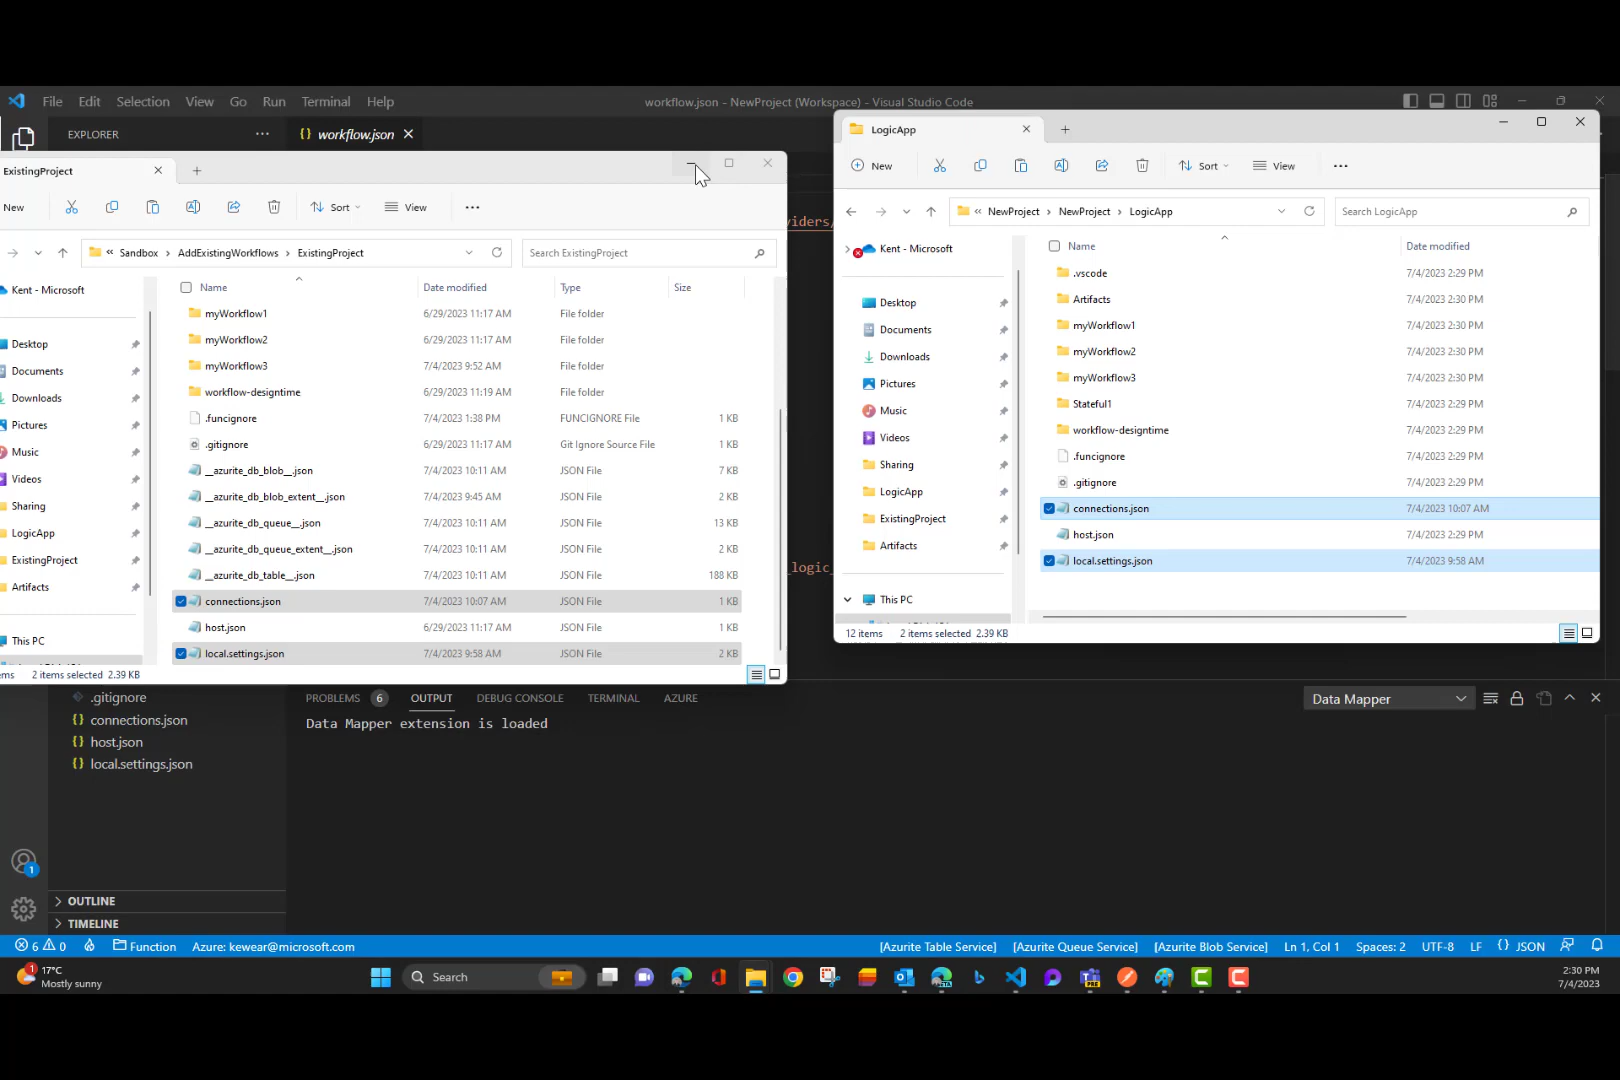 File Edit Selection View Go Run Terminal Help
workflow.json - NewProject (Workspace) - Visual Studio Code
EXPLORER
workflow.json
ExistingProject
New
Sort
View
Sandbox > AddExistingWorkflows > ExistingProject
Search ExistingProject
Kent - Microsoft
Desktop
Documents
Downloads
Pictures
Music
Videos
Sharing
LogicApp
ExistingProject
Artifacts
This PC
Name Date modified Type Size
myWorkflow1 6/29/2023 11:17 AM File folder
myWorkflow2 6/29/2023 11:17 AM File folder
myWorkflow3 7/4/2023 9:52 AM File folder
workflow-designtime 6/29/2023 11:19 AM File folder
.funcignore 7/4/2023 1:38 PM FUNCIGNORE File 1 KB
.gitignore 6/29/2023 11:17 AM Git Ignore Source File 1 KB
__azurite_db_blob__.json 7/4/2023 10:11 AM JSON File 7 KB
__azurite_db_blob_extent__.json 7/4/2023 9:45 AM JSON File 2 KB
__azurite_db_queue__.json 7/4/2023 10:11 AM JSON File 13 KB
__azurite_db_queue_extent__.json 7/4/2023 10:11 AM JSON File 2 KB
__azurite_db_table__.json 7/4/2023 10:11 AM JSON File 188 KB
connections.json 7/4/2023 10:07 AM JSON File 1 KB
host.json 6/29/2023 11:17 AM JSON File 1 KB
local.settings.json 7/4/2023 9:58 AM JSON File 2 KB
ems 2 items selected 2.39 KB
viders/
_logic_
LogicApp
New
Sort
View
NewProject > NewProject > LogicApp
Search LogicApp
Kent - Microsoft
Desktop
Documents
Downloads
Pictures
Music
Videos
Sharing
LogicApp
ExistingProject
Artifacts
This PC
Name Date modified
.vscode 7/4/2023 2:29 PM
Artifacts 7/4/2023 2:30 PM
myWorkflow1 7/4/2023 2:30 PM
myWorkflow2 7/4/2023 2:30 PM
myWorkflow3 7/4/2023 2:30 PM
Stateful1 7/4/2023 2:29 PM
workflow-designtime 7/4/2023 2:29 PM
.funcignore 7/4/2023 2:29 PM
.gitignore 7/4/2023 2:29 PM
connections.json 7/4/2023 10:07 AM
host.json 7/4/2023 2:29 PM
local.settings.json 7/4/2023 9:58 AM
12 items 2 items selected 2.39 KB
.gitignore
connections.json
host.json
local.settings.json
OUTLINE
TIMELINE
PROBLEMS 6 OUTPUT DEBUG CONSOLE TERMINAL AZURE
Data Mapper
Data Mapper extension is loaded
1
6 0 Function Azure: kewear@microsoft.com
[Azurite Table Service] [Azurite Queue Service] [Azurite Blob Service] Ln 1, Col 1 Spaces: 2 UTF-8 LF {} JSON
1
17°C
Mostly sunny
Search
BETA
PRE
2:30 PM
7/4/2023